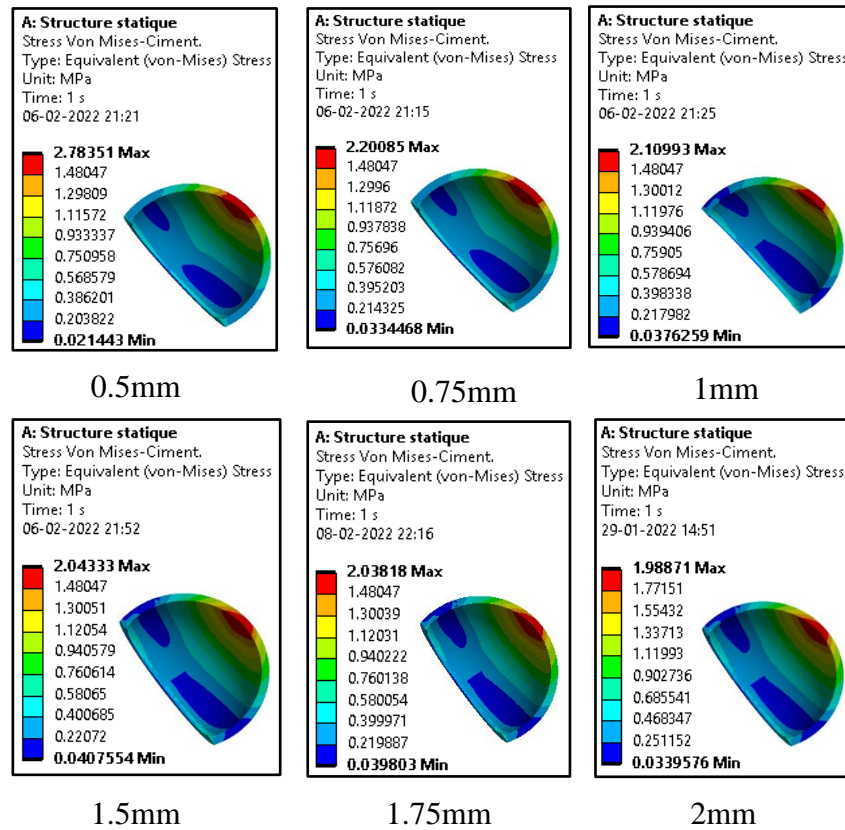 A: Structure statique
Stress Von Mises-Ciment.
Type: Equivalent (von-Mises) Stress
Unit: MPa
Time: 1 s
06-02-2022 21:21
2.78351 Max
1.48047
1.29809
1.11572
0.933337
0.750958
0.568579
0.386201
0.203822
0.021443 Min
0.5mm
A: Structure statique
Stress Von Mises-Ciment.
Type: Equivalent (von-Mises) Stress
Unit: MPa
Time: 1 s
06-02-2022 21:15
2.20085 Max
1.48047
1.2996
1.11872
0.937838
0.75696
0.576082
0.395203
0.214325
0.0334468 Min
0.75mm
A: Structure statique
Stress Von Mises-Ciment.
Type: Equivalent (von-Mises) Stress
Unit: MPa
Time: 1 s
06-02-2022 21:25
2.10993 Max
1.48047
1.30012
1.11976
0.939406
0.75905
0.578694
0.398338
0.217982
0.0376259 Min
1mm
A: Structure statique
Stress Von Mises-Ciment.
Type: Equivalent (von-Mises) Stress
Unit: MPa
Time: 1 s
06-02-2022 21:52
2.04333 Max
1.48047
1.30051
1.12054
0.940579
0.760614
0.58065
0.400685
0.22072
0.0407554 Min
1.5mm
A: Structure statique
Stress Von Mises-Ciment.
Type: Equivalent (von-Mises) Stress
Unit: MPa
Time: 1 s
08-02-2022 22:16
2.03818 Max
1.48047
1.30039
1.12031
0.940222
0.760138
0.580054
0.399971
0.219887
0.039803 Min
1.75mm
A: Structure statique
Stress Von Mises-Ciment.
Type: Equivalent (von-Mises) Stress
Unit: MPa
Time: 1 s
29-01-2022 14:51
1.98871 Max
1.77151
1.55432
1.33713
1.11993
0.902736
0.685541
0.468347
0.251152
0.0339576 Min
2mm